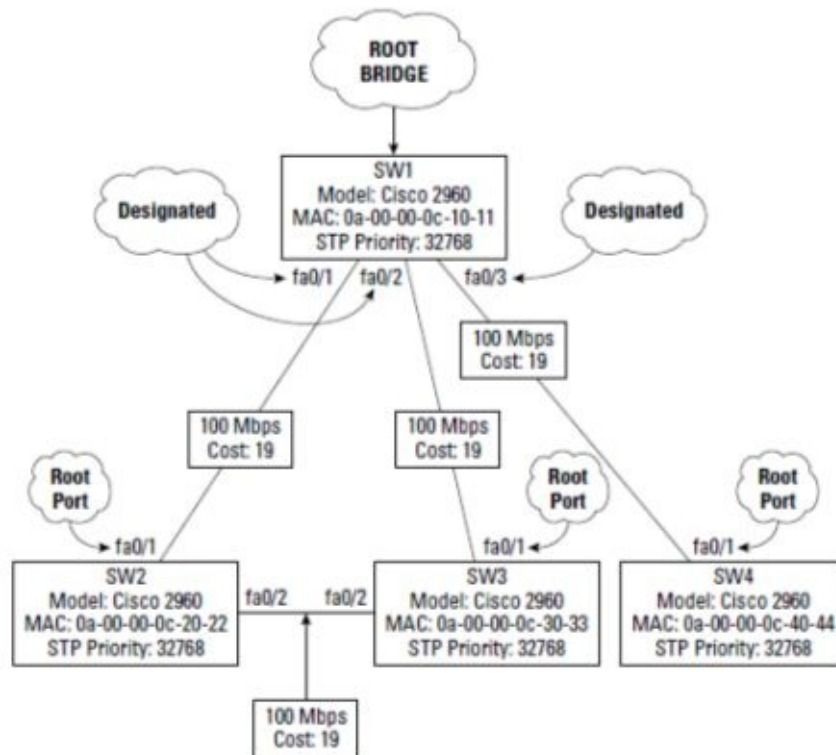 ROOT
BRIDGE
SW1
Model: Cisco 2960
MAC: 0a-00-00-0c-10-11
STP Priority: 32768
Designated
Designated
fa0/1
fa0/2
fa0/3
100 Mbps
Cost: 19
100 Mbps
Cost: 19
100 Mbps
Cost: 19
Root
Port
Root
Port
Root
Port
fa0/1
fa0/1
fa0/1
SW2
Model: Cisco 2960
MAC: 0a-00-00-0c-20-22
STP Priority: 32768
fa0/2
fa0/2
SW3
Model: Cisco 2960
MAC: 0a-00-00-0c-30-33
STP Priority: 32768
SW4
Model: Cisco 2960
MAC: 0a-00-00-0c-40-44
STP Priority: 32768
100 Mbps
Cost: 19